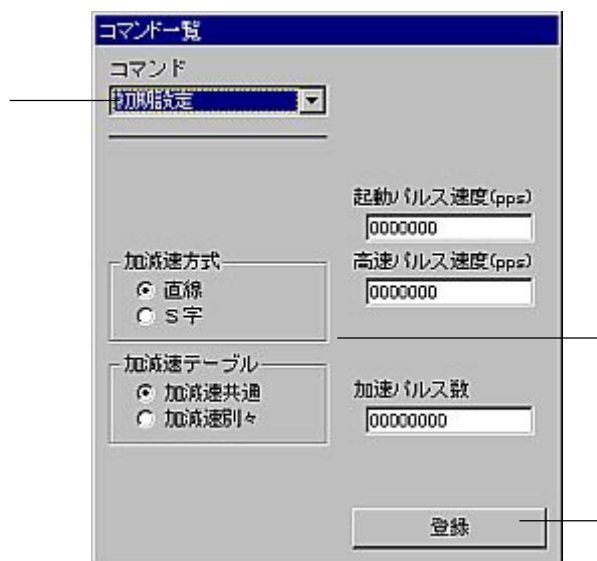 コマンド一覧
コマンド
初期設定
起動パルス速度(pps)
0000000
加減速方式
高速パルス速度(pps)
直線
0000000
S字
加減速テーブル
加減速共通
加速パルス数
加減速別々
00000000
登録